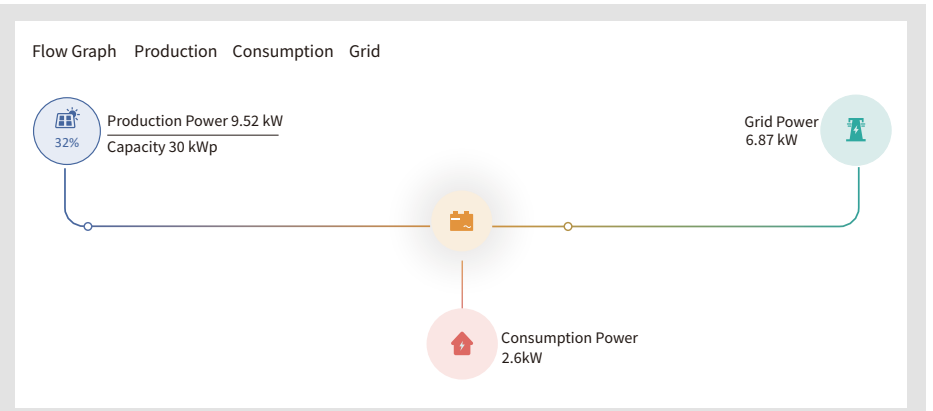 Flow Graph Production Consumption Grid
32%
Production Power 9.52 kW
Capacity 30 kWp
Grid Power
6.87 kW
Consumption Power
2.6kW